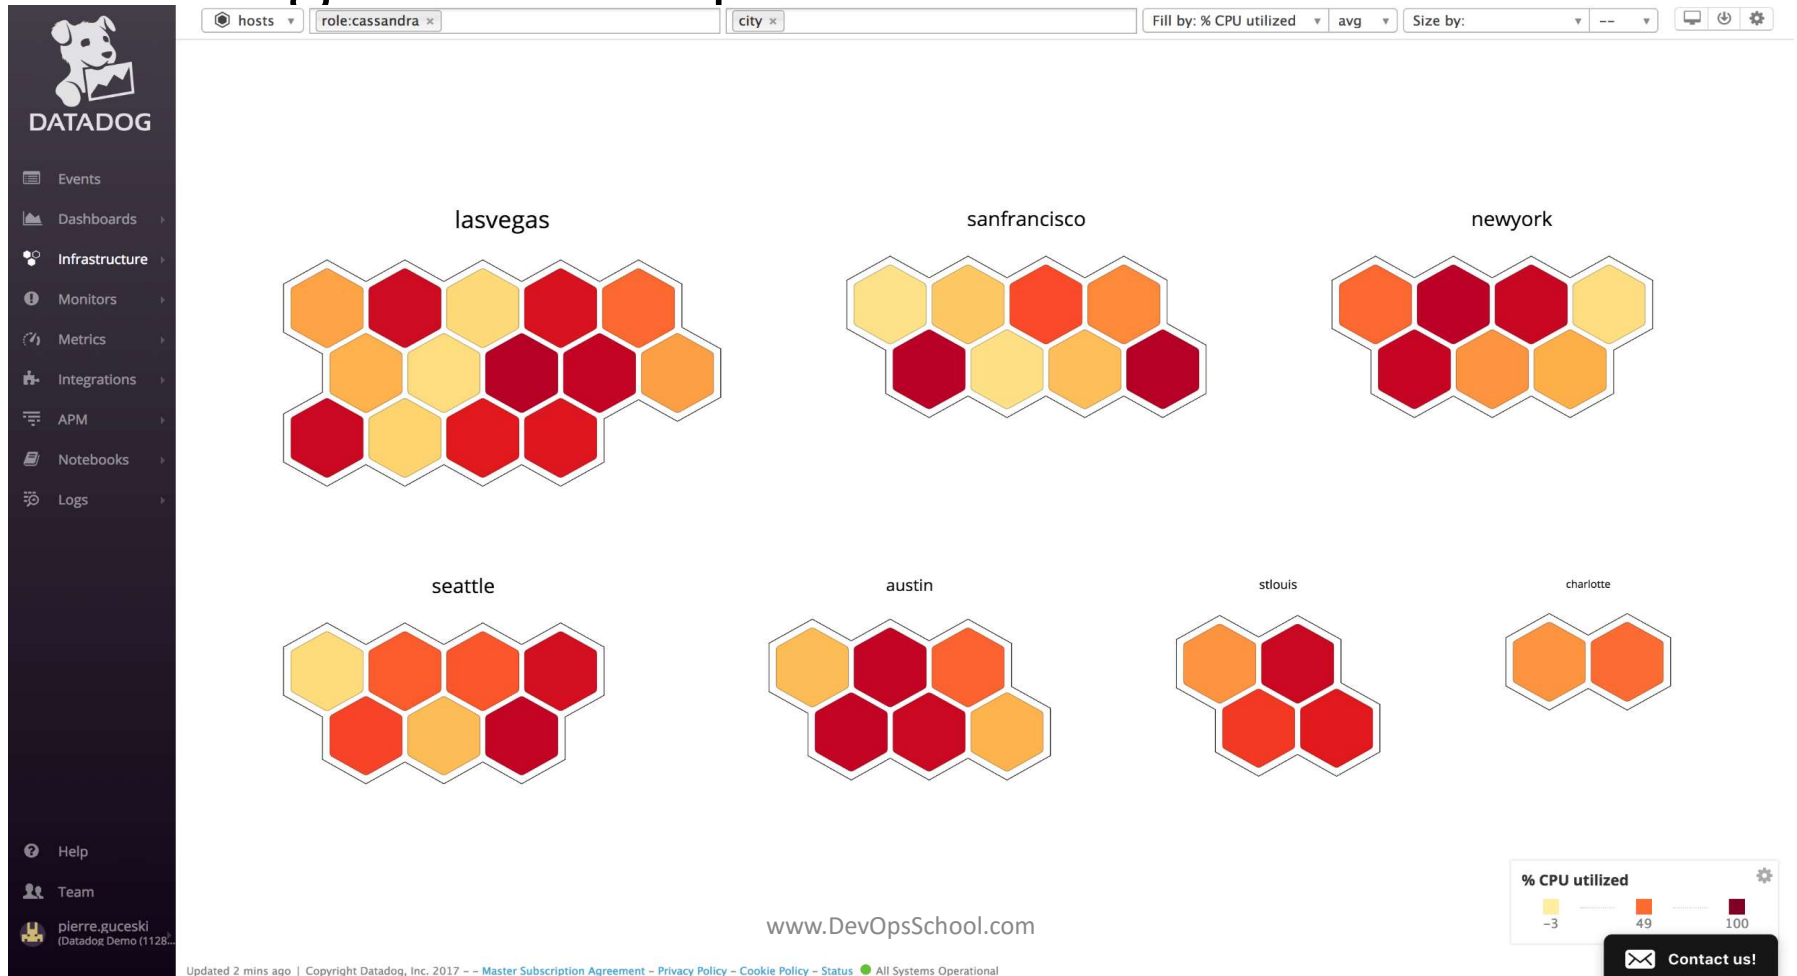 hosts role:cassandra × city × Fill by: % CPU utilized avg Size by: --
DATADOG
Events
Dashboards
Infrastructure
Monitors
Metrics
Integrations
APM
Notebooks
Logs
Help
Team
pierre.guceski
(Datadog Demo (1128...
lasvegas sanfrancisco newyork
seattle austin stlouis charlotte
% CPU utilized
-3 49 100
www.DevOpsSchool.com
Contact us!
Updated 2 mins ago | Copyright Datadog, Inc. 2017 – – Master Subscription Agreement – Privacy Policy – Cookie Policy – Status All Systems Operational